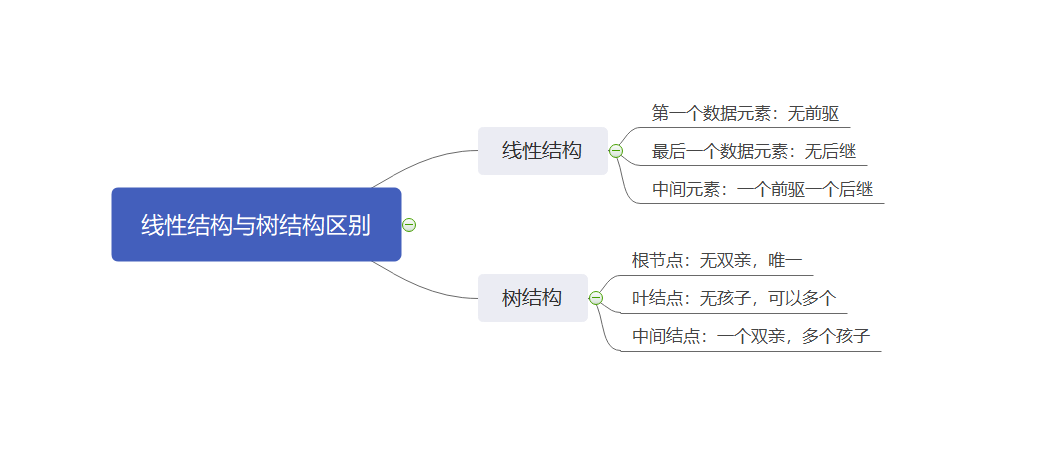 线性结构与树结构区别
线性结构
第一个数据元素：无前驱
最后一个数据元素：无后继
中间元素：一个前驱一个后继
树结构
根节点：无双亲，唯一
叶结点：无孩子，可以多个
中间结点：一个双亲，多个孩子